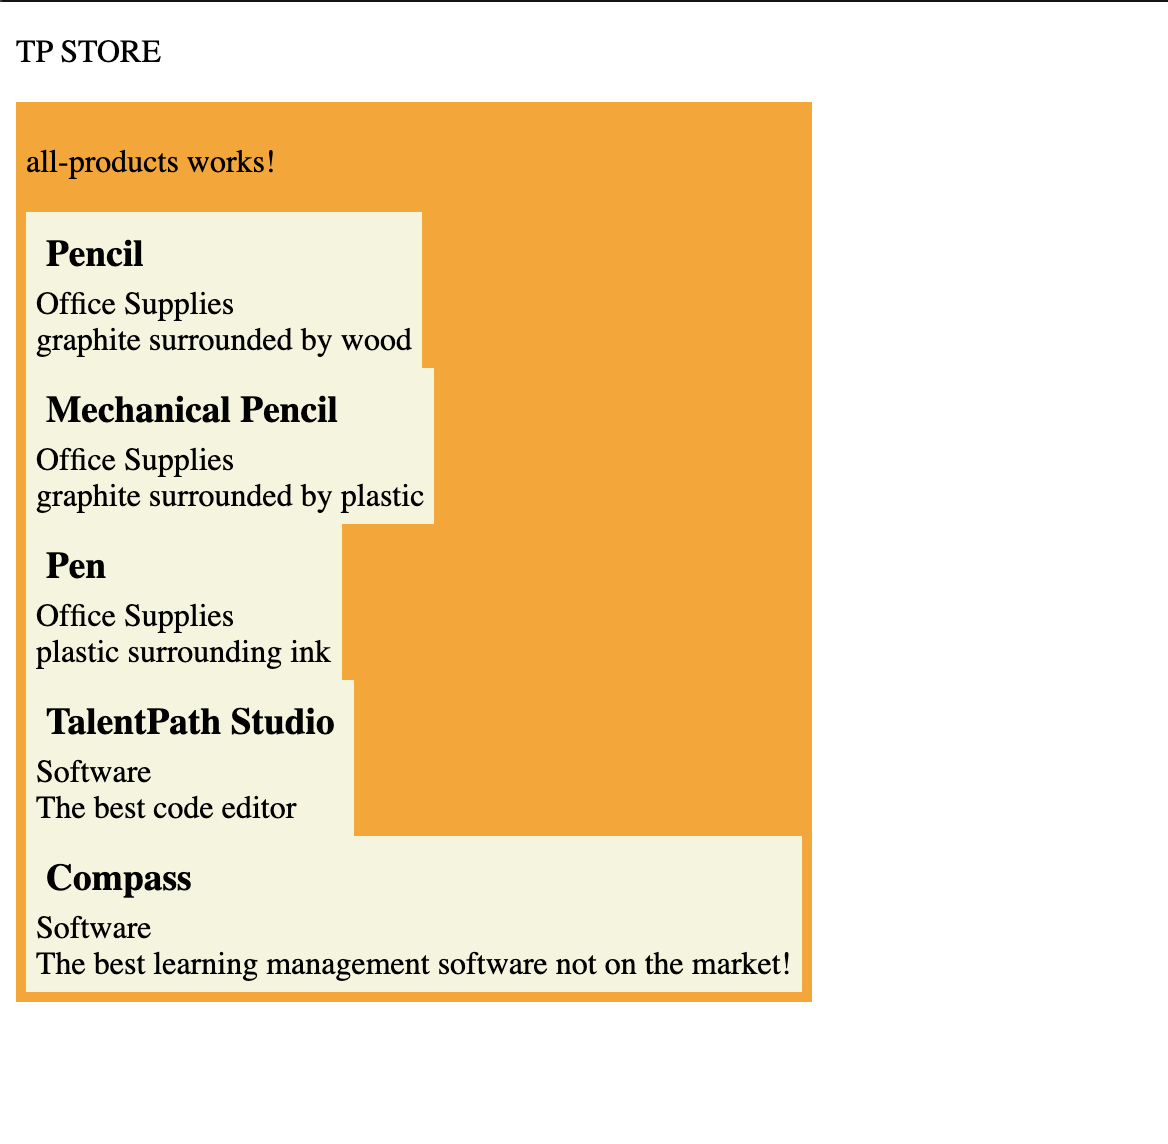 TP STORE
all-products works!
Pencil
Office Supplies
graphite surrounded by wood
Mechanical Pencil
Office Supplies
graphite surrounded by plastic
Pen
Office Supplies
plastic surrounding ink
TalentPath Studio
Software
The best code editor
Compass
Software
The best learning management software not on the market!